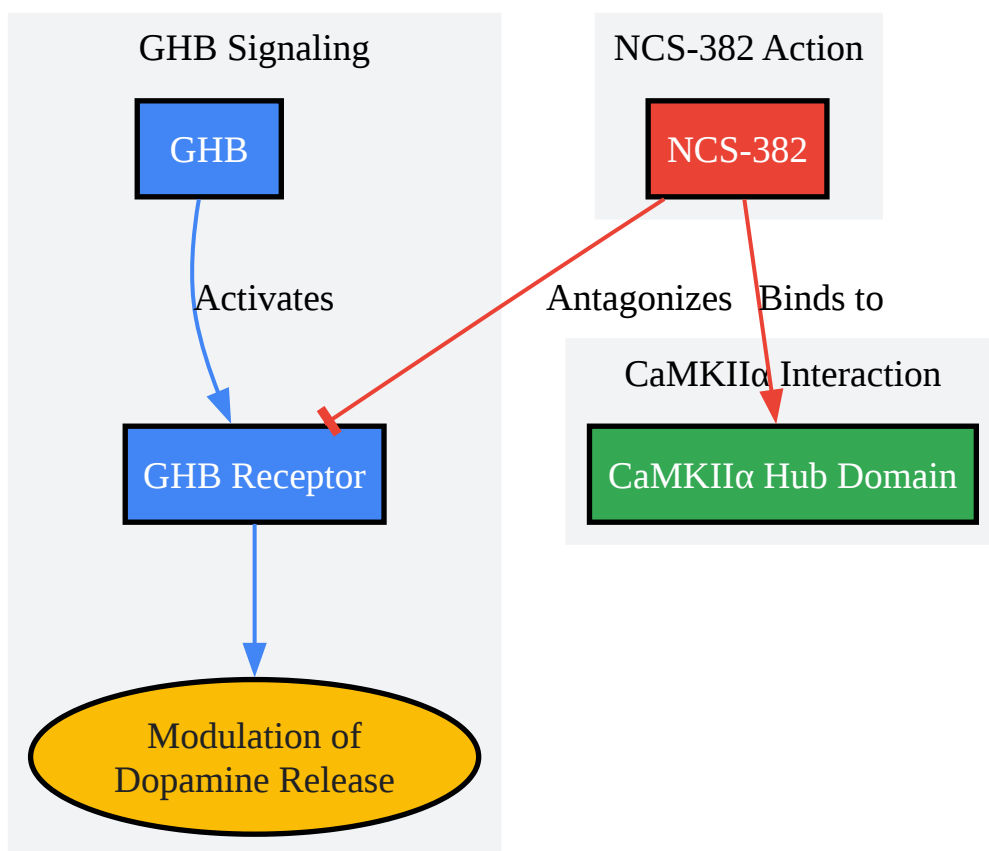 GHB Signaling
NCS-382 Action
GHB
NCS-382
Activates
Antagonizes
Binds to
CaMKIIα Interaction
GHB Receptor
CaMKIIα Hub Domain
Modulation of
Dopamine Release